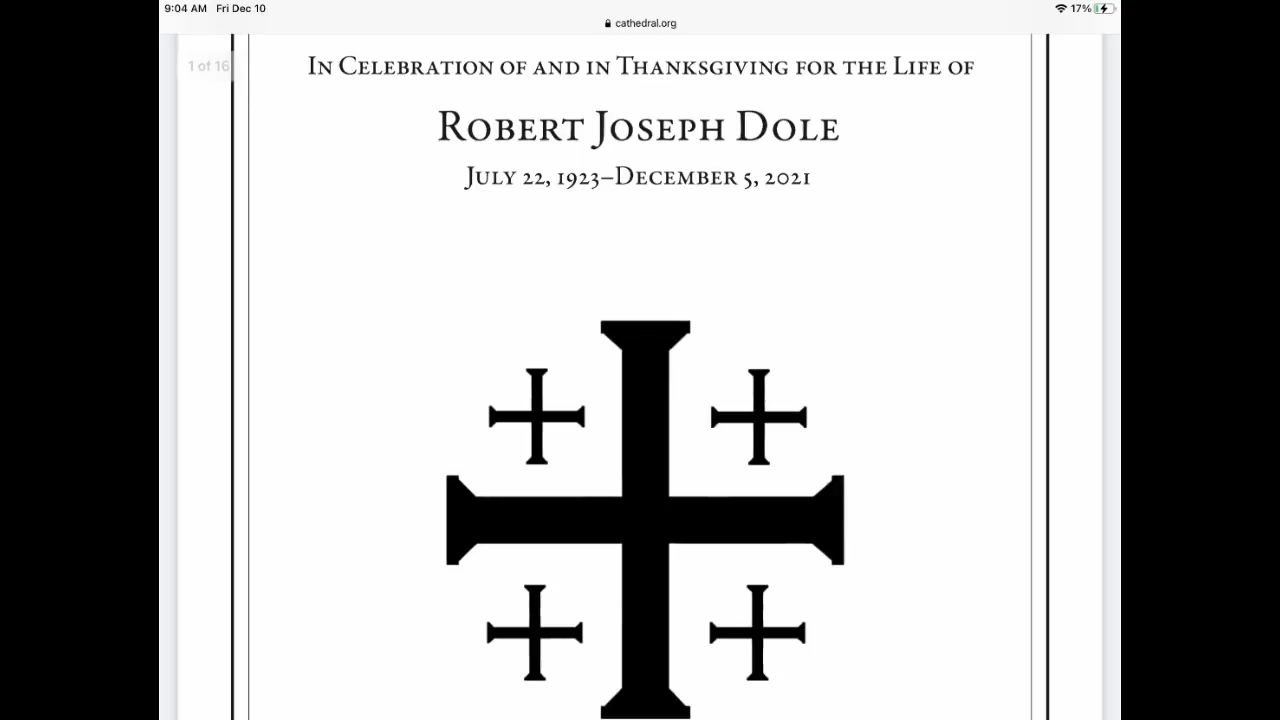 9:04 AM Fri Dec 10
17%
cathedral.org
1 of 16
In Celebration of and in Thanksgiving for the Life of
Robert Joseph Dole
July 22, 1923–December 5, 2021